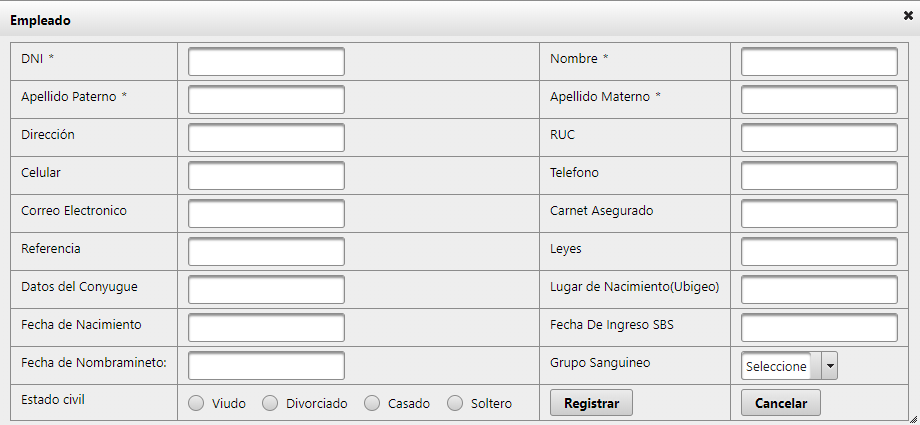 Empleado
DNI * Nombre *
Apellido Paterno * Apellido Materno *
Dirección RUC
Celular Telefono
Correo Electronico Carnet Asegurado
Referencia Leyes
Datos del Conyugue Lugar de Nacimiento(Ubigeo)
Fecha de Nacimiento Fecha De Ingreso SBS
Fecha de Nombramineto: Grupo Sanguineo Seleccione
Estado civil Viudo Divorciado Casado Soltero Registrar Cancelar